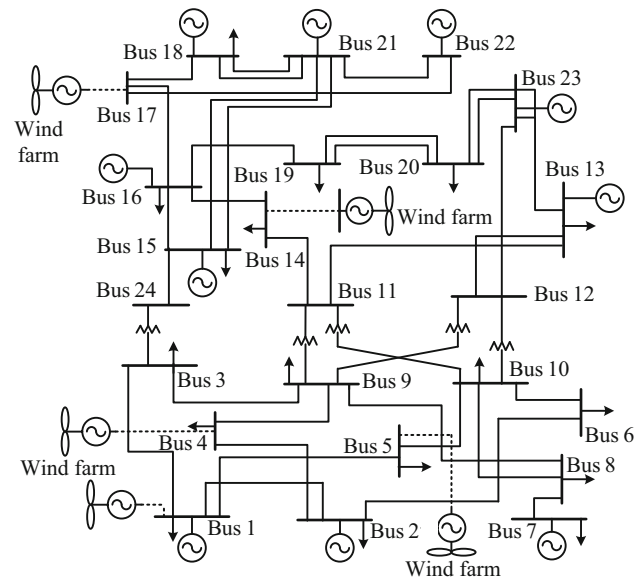 Bus 18
Bus 21
Bus 22
Bus 23
Wind
farm
Bus 17
Bus 19
Bus 20
Bus 13
Bus 16
Wind farm
Bus 15
Bus 14
Bus 24
Bus 11
Bus 12
Bus 3
Bus 9
Bus 10
Bus 4
Bus 5
Bus 6
Wind farm
Bus 8
Bus 1
Bus 2
Bus 7
Wind farm